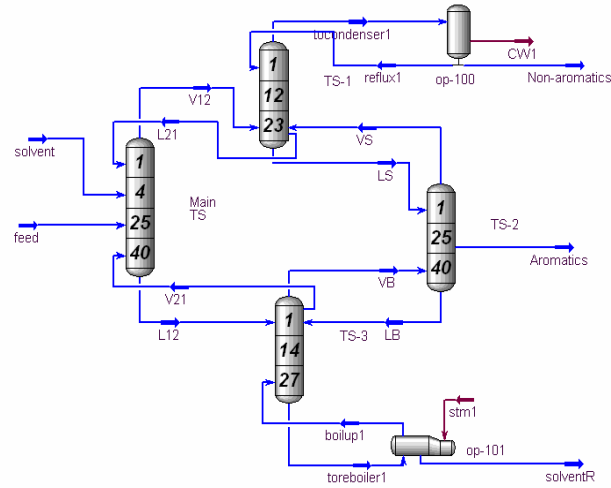 tocondenser1
1
12
23
TS-1
reflux1
op-100
CW1
Non-aromatics
V12
L21
VS
LS
solvent
feed
1
4
25
40
Main
TS
1
25
40
TS-2
Aromatics
V21
L12
VB
LB
TS-3
1
14
27
boilup1
stm1
op-101
toreboiler1
solventR